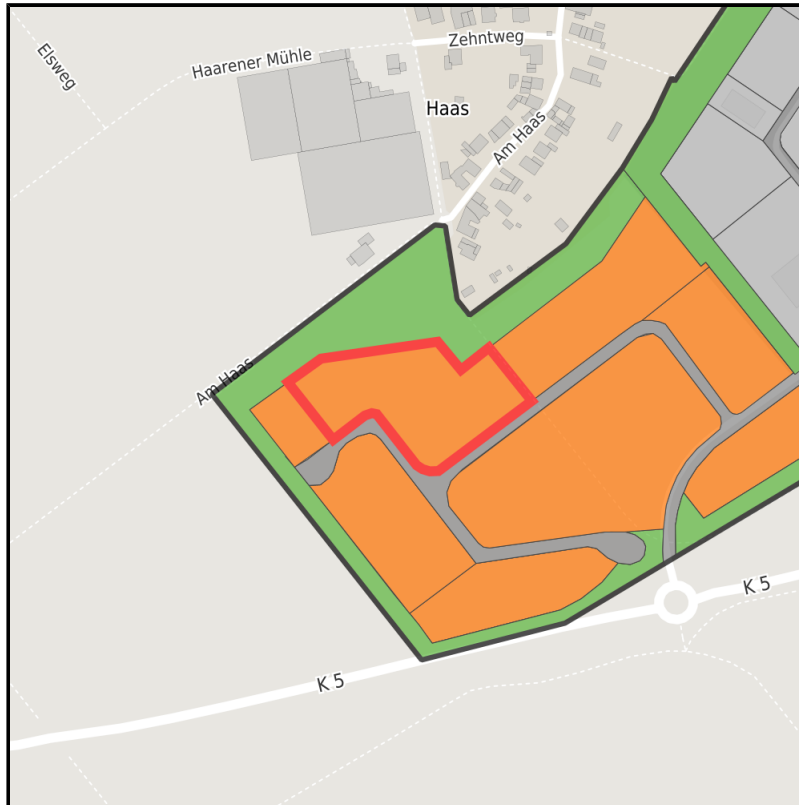 Elsweg
Haarener Mühle
Zehntweg
Haas
Am Haas
Am Haas
K 5
K 5